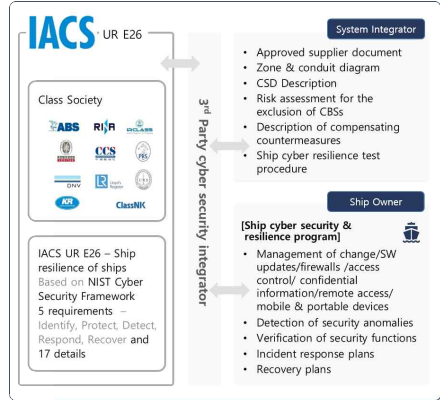 IACS UR E26
Class Society
ABS
RINA
IRCLASS
BUREAU
VERITAS
CCS
PRS
DNV
LR
Lloyd's
Register
KR
ClassNK
IACS UR E26 – Ship
resilience of ships
Based on NIST Cyber
Security Framework
5 requirements –
Identify, Protect, Detect,
Respond, Recover and
17 details
3rd Party cyber security integrator
System Integrator
• Approved supplier document
• Zone & conduit diagram
• CSD Description
• Risk assessment for the
exclusion of CBSs
• Description of compensating
countermeasures
• Ship cyber resilience test
procedure
Ship Owner
[Ship cyber security &
resilience program]
• Management of change/SW
updates/firewalls /access
control/ confidential
information/remote access/
mobile & portable devices
• Detection of security anomalies
• Verification of security functions
• Incident response plans
• Recovery plans